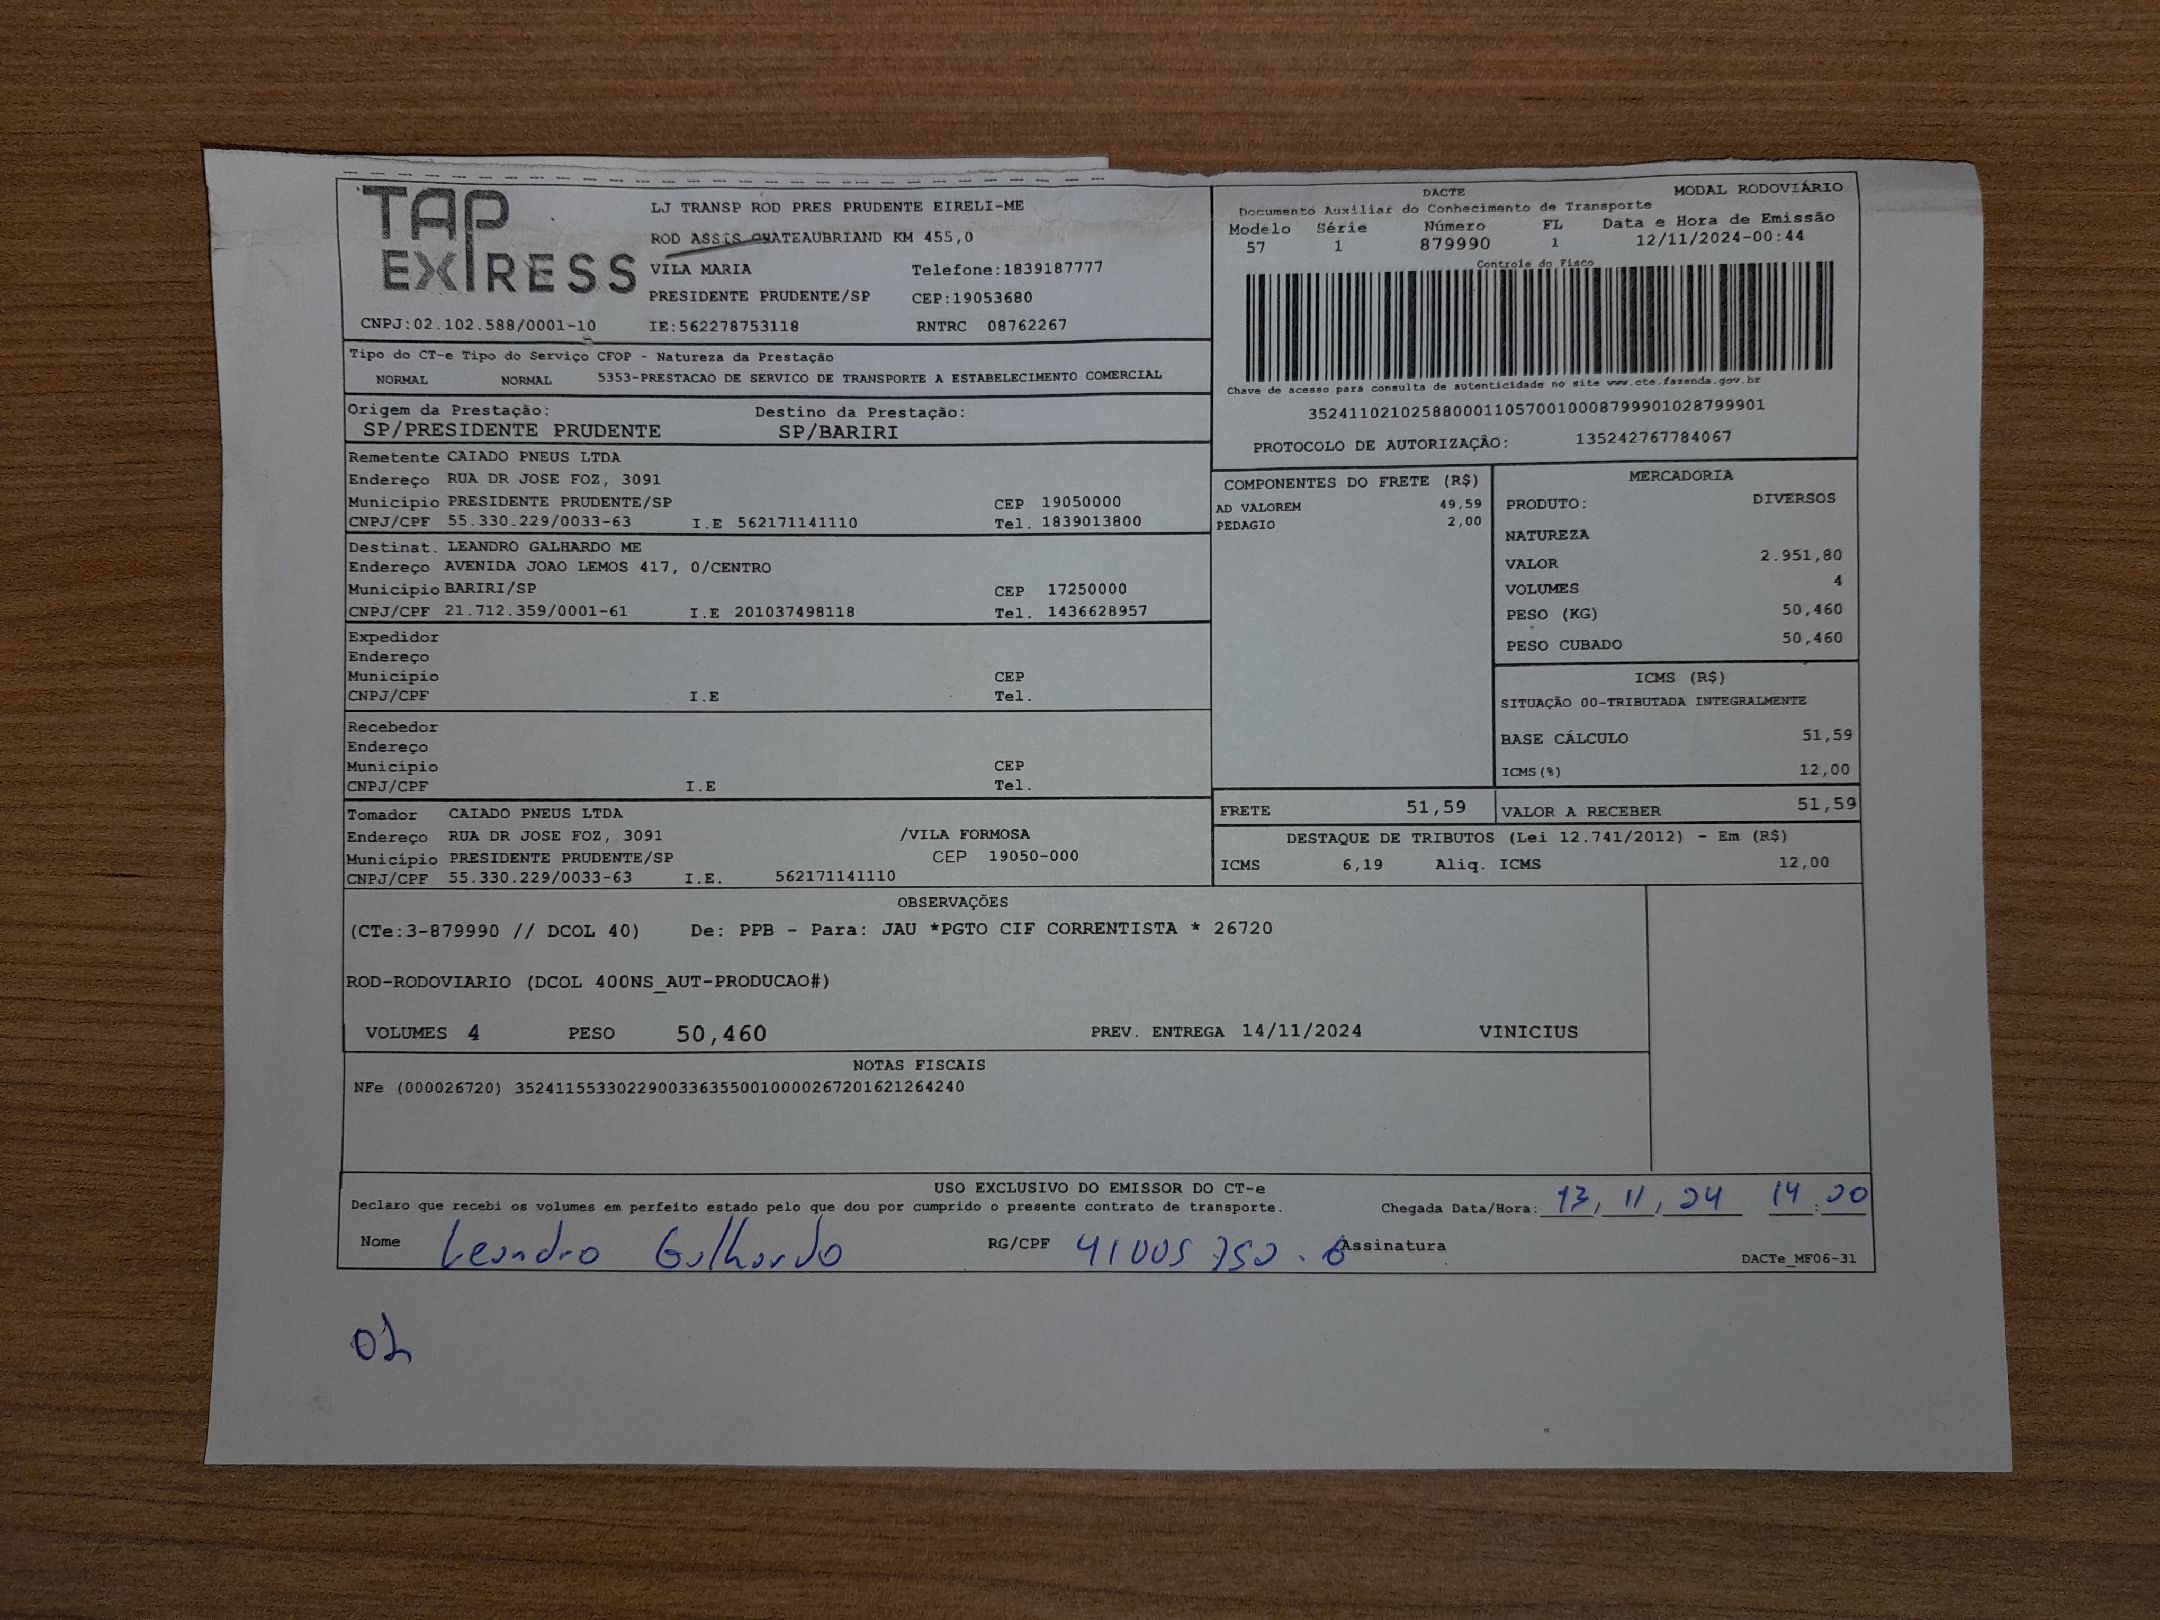 TAP EXPRESS
LJ TRANSP ROD PRES PRUDENTE EIRELI-ME
ROD ASSIS CHATEAUBRIAND KM 455,0
VILA MARIA Telefone:1839187777
PRESIDENTE PRUDENTE/SP CEP:19053680
CNPJ:02.102.588/0001-10 IE:562278753118 RNTRC 08762267
DACTE MODAL RODOVIÁRIO
Documento Auxiliar do Conhecimento de Transporte
Modelo Série Número FL Data e Hora de Emissão
57 1 879990 1 12/11/2024-00:44
Controle do Fisco
Chave de acesso para consulta de autenticidade no site www.cte.fazenda.gov.br
35241102102588000110570010008799901028799901
PROTOCOLO DE AUTORIZAÇÃO: 135242767784067
Tipo do CT-e Tipo do Serviço CFOP - Natureza da Prestação
NORMAL NORMAL 5353-PRESTACAO DE SERVICO DE TRANSPORTE A ESTABELECIMENTO COMERCIAL
Origem da Prestação: Destino da Prestação:
SP/PRESIDENTE PRUDENTE SP/BARIRI
Remetente CAIADO PNEUS LTDA
Endereço RUA DR JOSE FOZ, 3091
Município PRESIDENTE PRUDENTE/SP CEP 19050000
CNPJ/CPF 55.330.229/0033-63 I.E 562171141110 Tel. 1839013800
Destinat. LEANDRO GALHARDO ME
Endereço AVENIDA JOAO LEMOS 417, 0/CENTRO
Município BARIRI/SP CEP 17250000
CNPJ/CPF 21.712.359/0001-61 I.E 201037498118 Tel. 1436628957
Expedidor
Endereço
Município CEP
CNPJ/CPF I.E Tel.
Recebedor
Endereço
Município CEP
CNPJ/CPF I.E Tel.
Tomador CAIADO PNEUS LTDA
Endereço RUA DR JOSE FOZ, 3091 /VILA FORMOSA
Município PRESIDENTE PRUDENTE/SP CEP 19050-000
CNPJ/CPF 55.330.229/0033-63 I.E. 562171141110
COMPONENTES DO FRETE (R$)
AD VALOREM 49,59
PEDAGIO 2,00
MERCADORIA
PRODUTO: DIVERSOS
NATUREZA
VALOR 2.951,80
VOLUMES 4
PESO (KG) 50,460
PESO CUBADO 50,460
ICMS (R$)
SITUAÇÃO 00-TRIBUTADA INTEGRALMENTE
BASE CÁLCULO 51,59
ICMS(%) 12,00
FRETE 51,59 VALOR A RECEBER 51,59
DESTAQUE DE TRIBUTOS (Lei 12.741/2012) - Em (R$)
ICMS 6,19 Aliq. ICMS 12,00
OBSERVAÇÕES
(CTe:3-879990 // DCOL 40) De: PPB - Para: JAU *PGTO CIF CORRENTISTA * 26720
ROD-RODOVIARIO (DCOL 400NS_AUT-PRODUCAO#)
VOLUMES 4 PESO 50,460 PREV. ENTREGA 14/11/2024 VINICIUS
NOTAS FISCAIS
NFe (000026720) 35241155330229003363550010000267201621264240
USO EXCLUSIVO DO EMISSOR DO CT-e
Declaro que recebi os volumes em perfeito estado pelo que dou por cumprido o presente contrato de transporte. Chegada Data/Hora: 13/11/24 14:20
Nome Leandro Galhardo RG/CPF 41005 752.6 Assinatura
DACTe_MF06-31